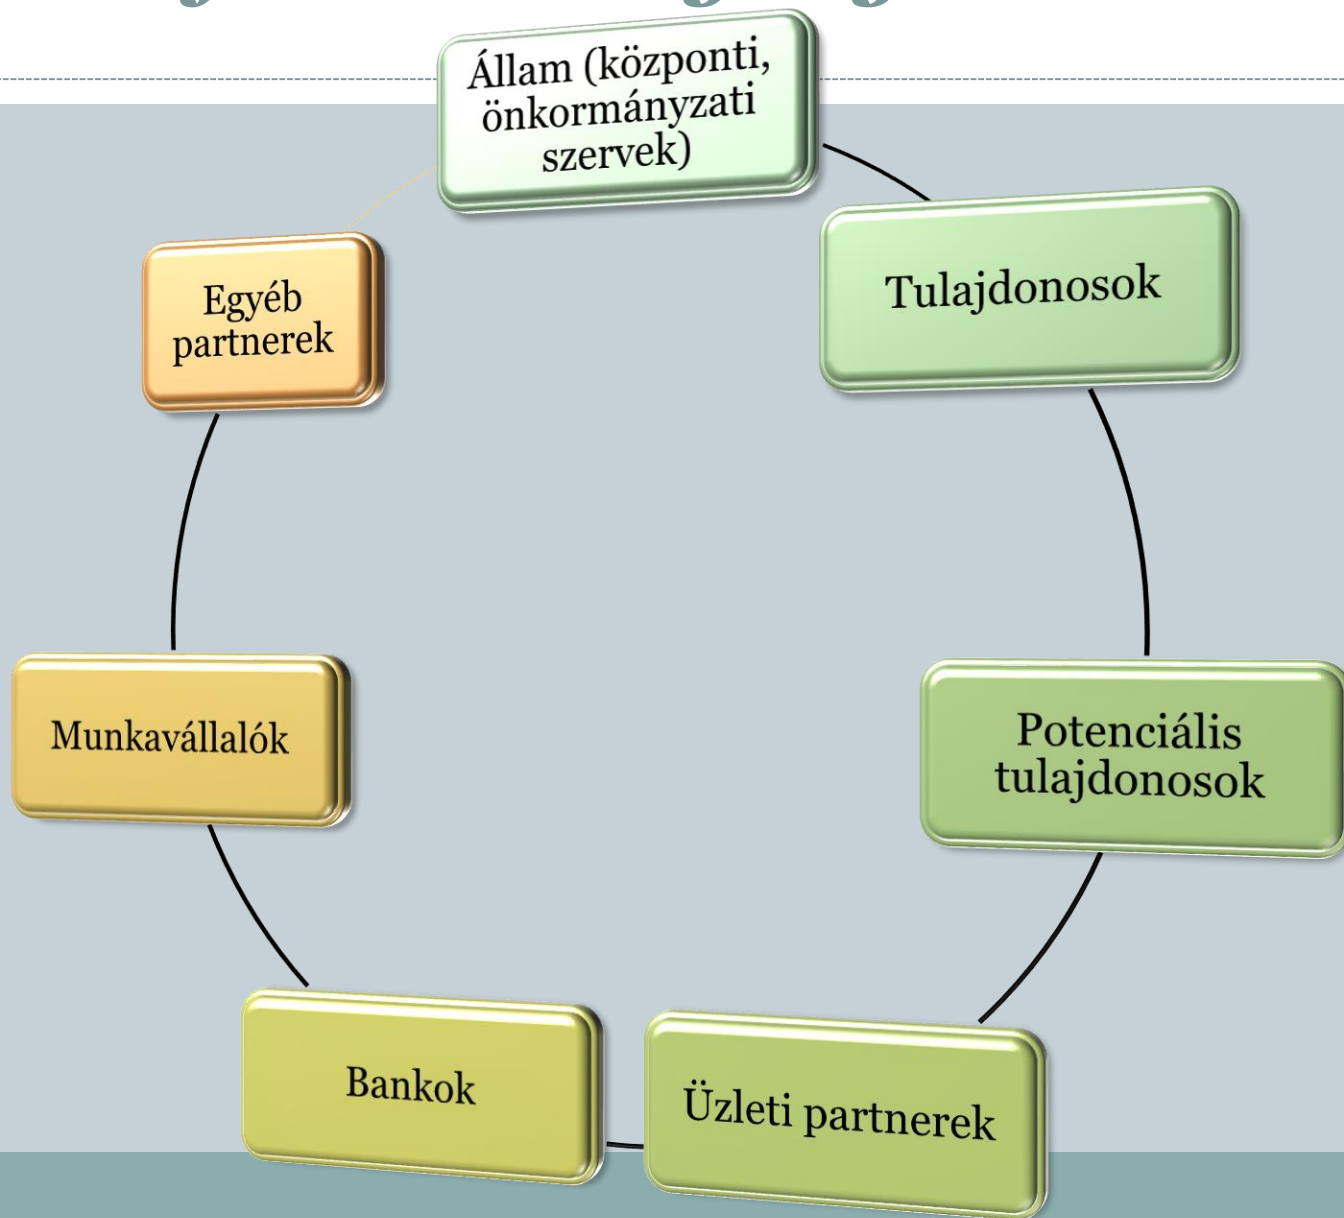 Állam (központi,
önkormányzati
szervek)
Tulajdonosok
Potenciális
tulajdonosok
Üzleti partnerek
Bankok
Munkavállalók
Egyéb
partnerek